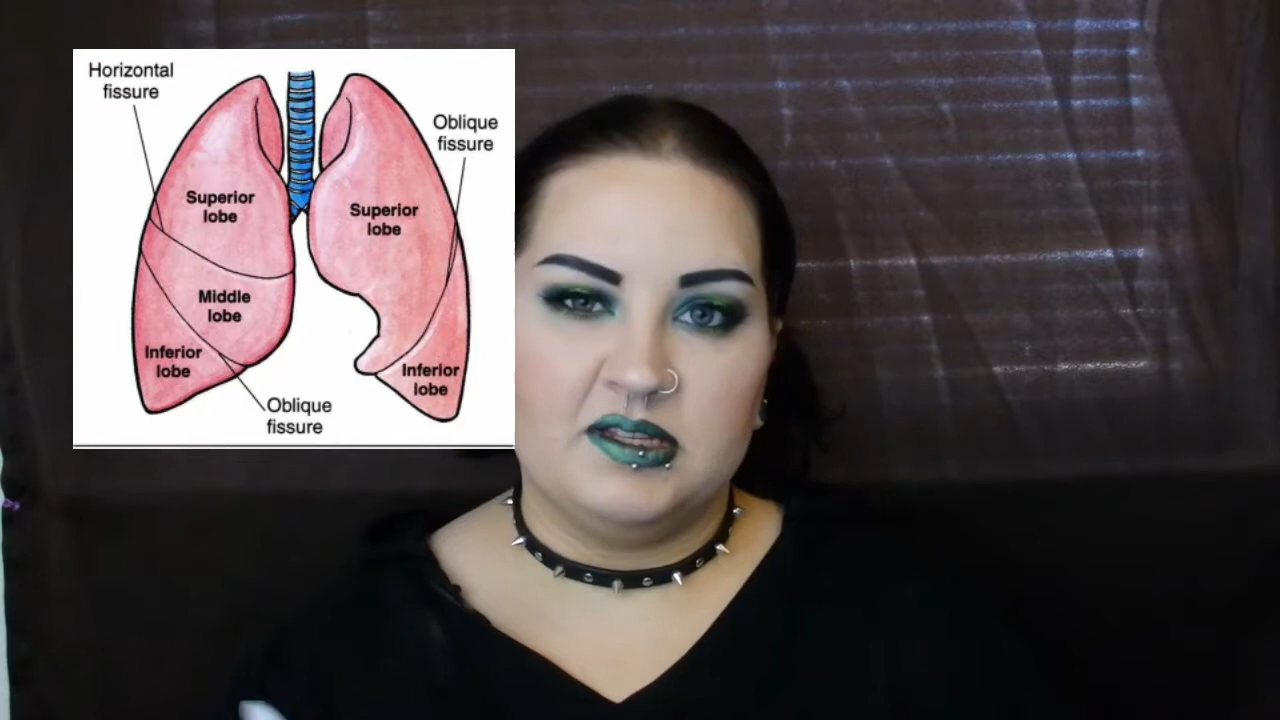 Horizontal
fissure
Oblique
fissure
Superior
lobe
Superior
lobe
Middle
lobe
Inferior
lobe
Inferior
lobe
Oblique
fissure